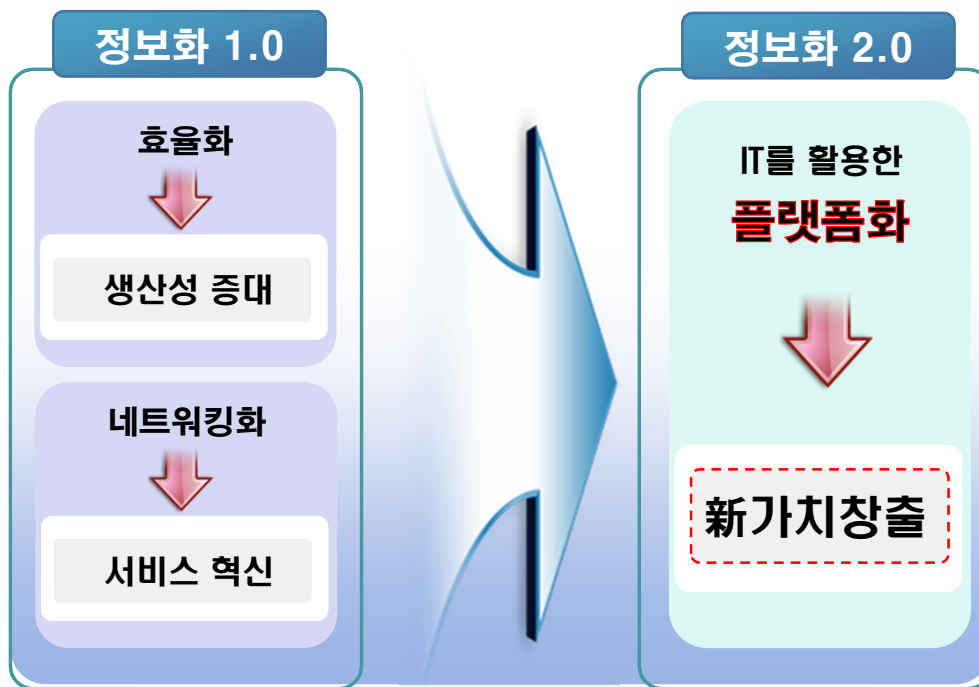 정보화 1.0
효율화
생산성 증대
네트워킹화
서비스 혁신
정보화 2.0
IT를 활용한
플랫폼화
新가치창출